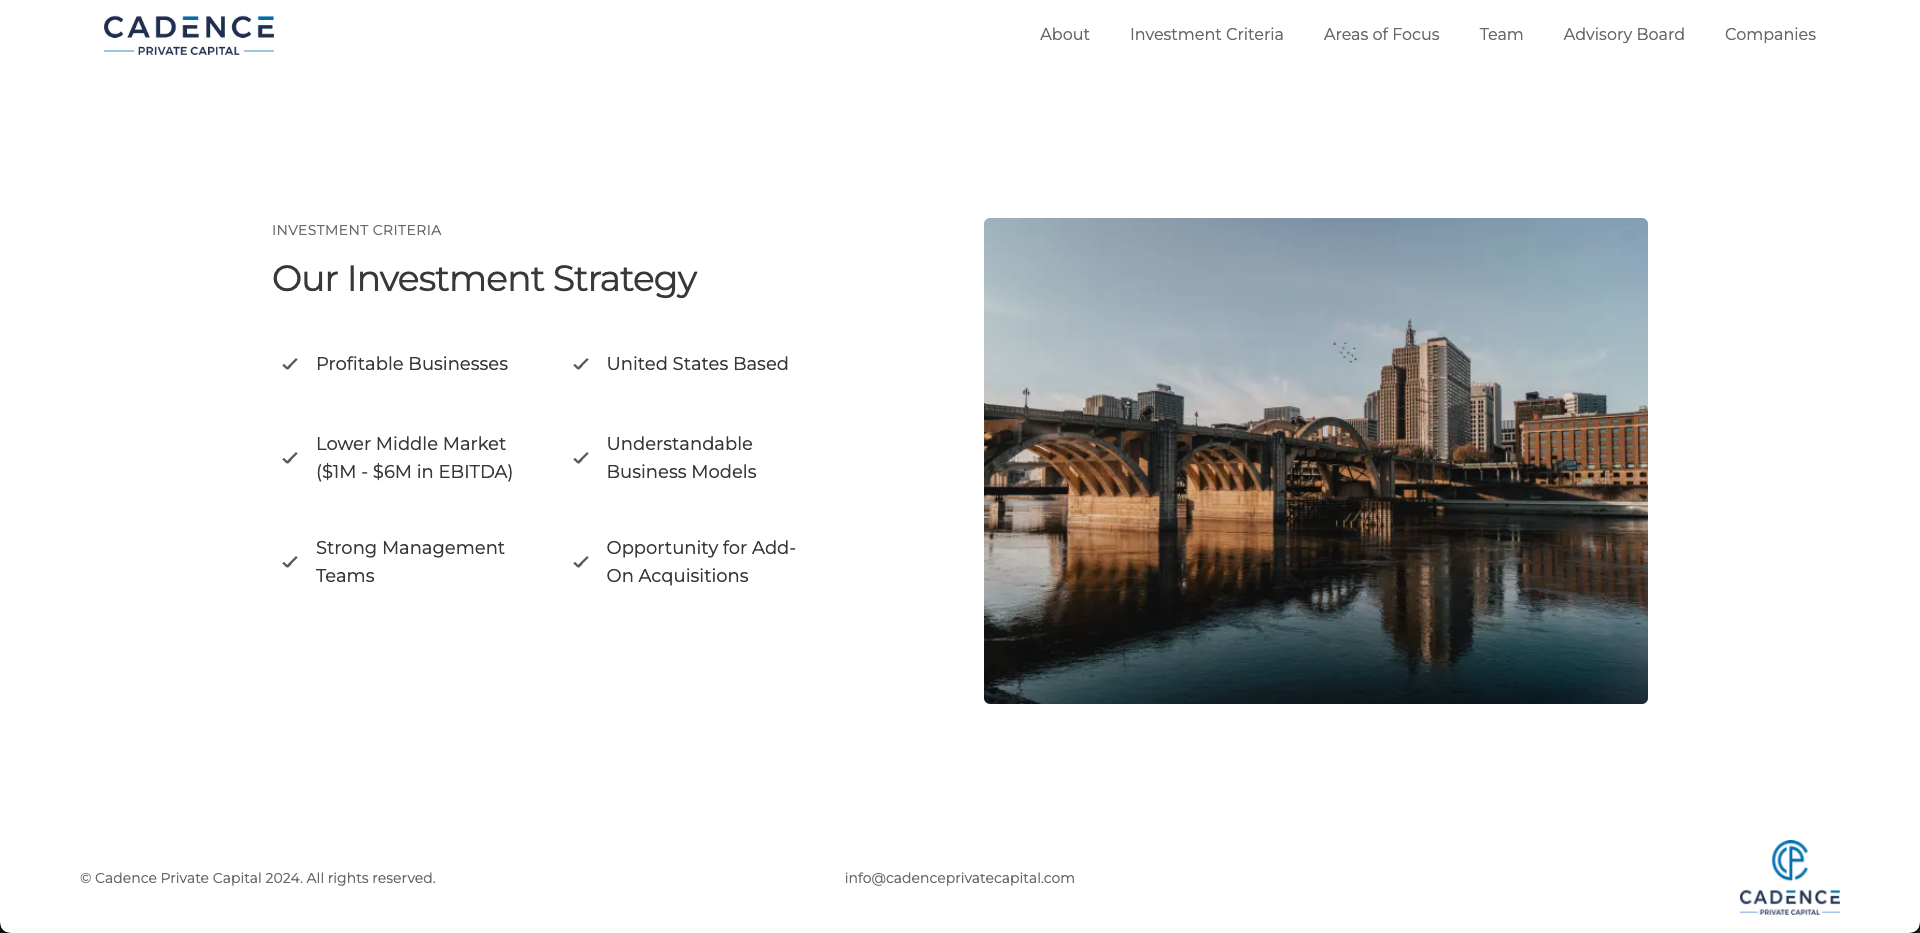 CADENCE
PRIVATE CAPITAL
About
Investment Criteria
Areas of Focus
Team
Advisory Board
Companies
INVESTMENT CRITERIA
Our Investment Strategy
Profitable Businesses
United States Based
Lower Middle Market
($1M - $6M in EBITDA)
Understandable
Business Models
Strong Management
Teams
Opportunity for Add-
On Acquisitions
© Cadence Private Capital 2024. All rights reserved.
info@cadenceprivatecapital.com
CADENCE
PRIVATE CAPITAL